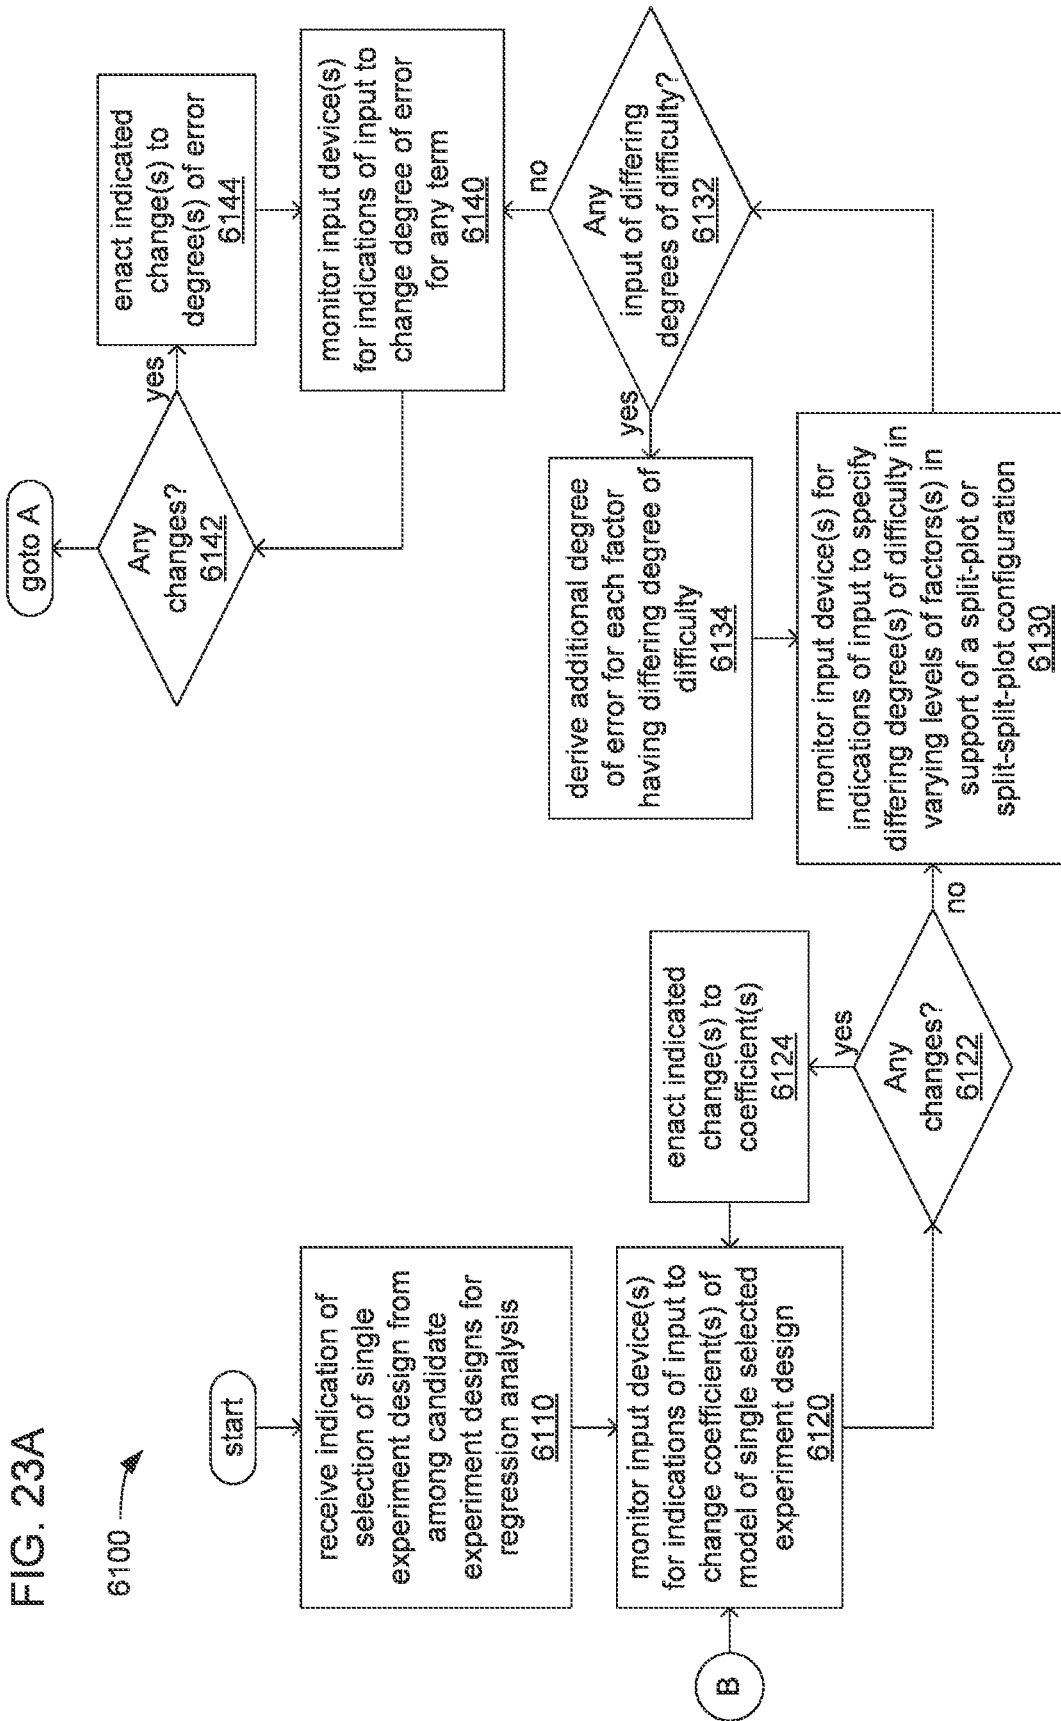 FIG. 23A
6100
start
receive indication of
selection of single
experiment design from
among candidate
experiment designs for
regression analysis
6110
B
monitor input device(s)
for indications of input to
change coefficient(s) of
model of single selected
experiment design
6120
enact indicated
change(s) to
coefficient(s)
6124
yes
Any
changes?
6122
no
monitor input device(s) for
indications of input to specify
differing degree(s) of difficulty in
varying levels of factors(s) in
support of a split-plot or
split-split-plot configuration
6130
derive additional degree
of error for each factor
having differing degree of
difficulty
6134
yes
Any
input of differing
degrees of difficulty?
6132
no
monitor input device(s)
for indications of input to
change degree of error
for any term
6140
enact indicated
change(s) to
degree(s) of error
6144
yes
Any
changes?
6142
goto A